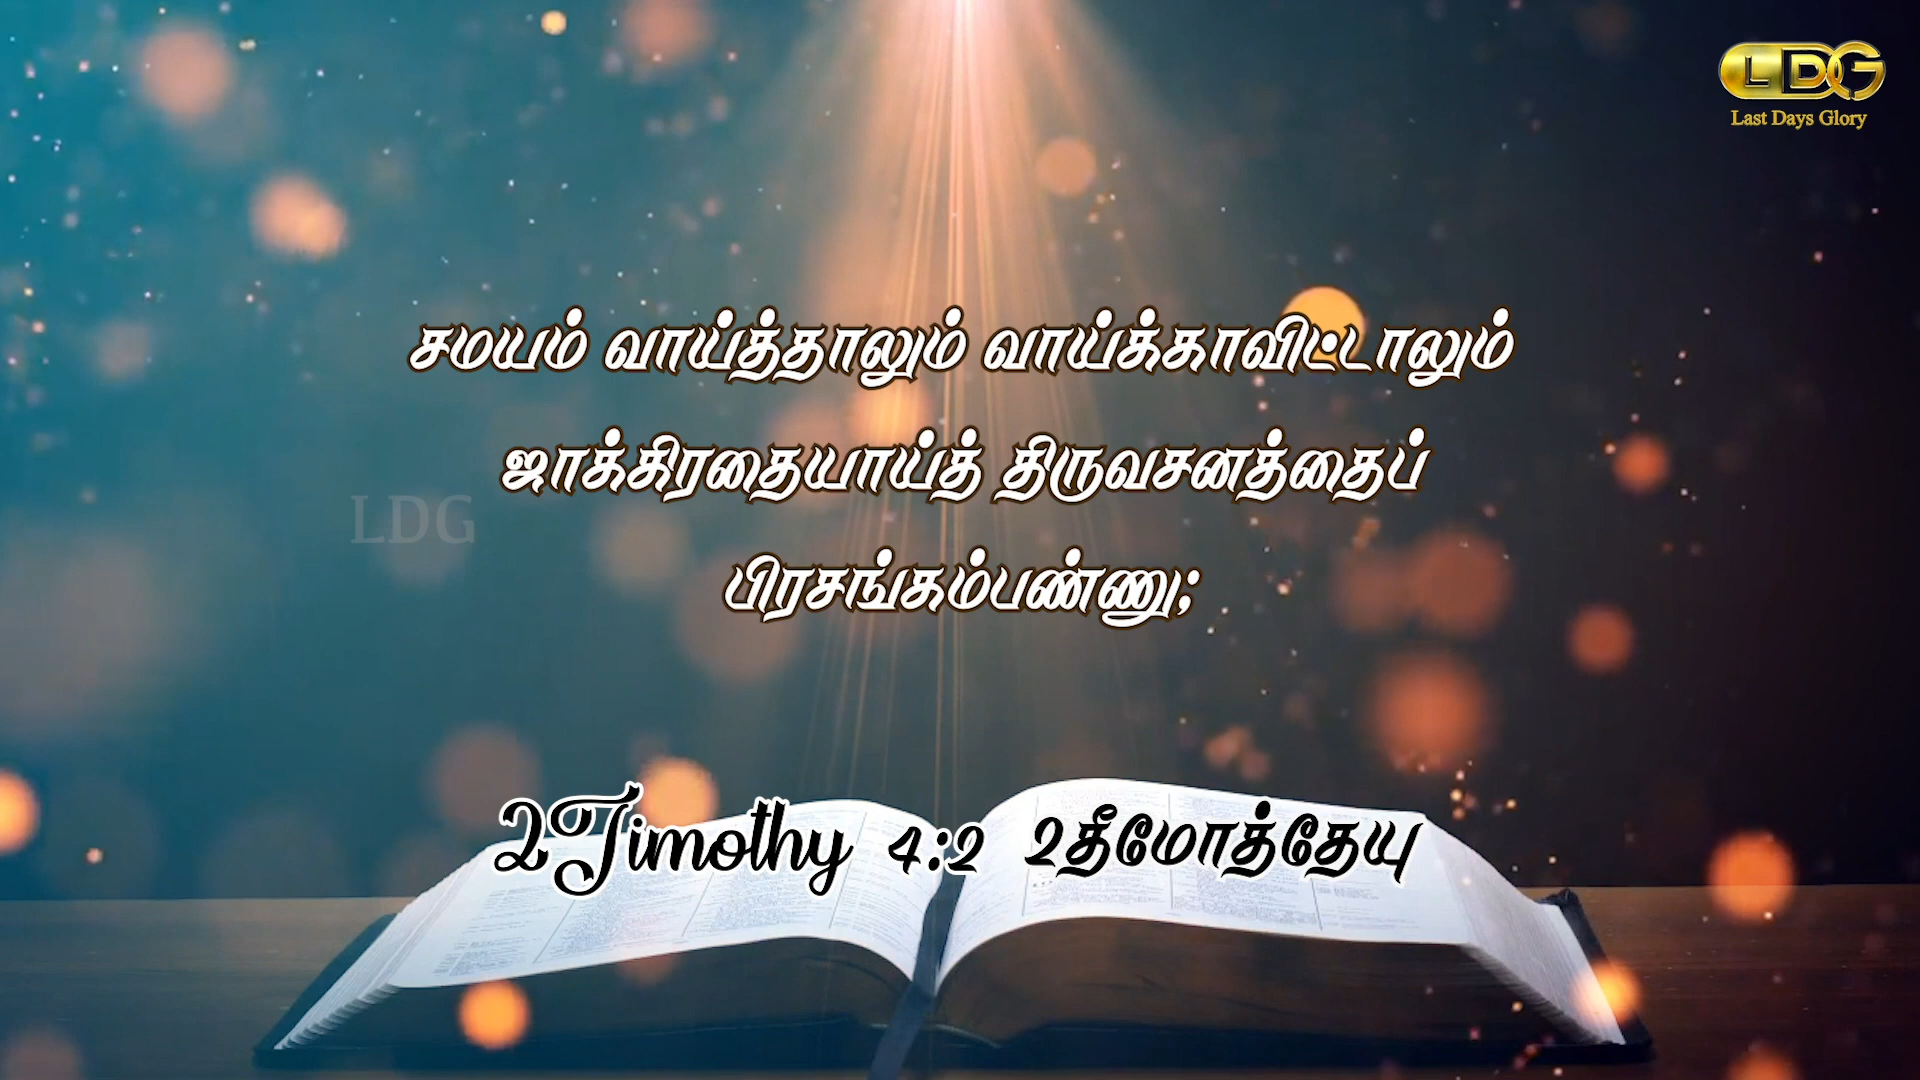 LDG
Last Days Glory
சமயம் வாய்த்தாலும் வாய்க்காவிட்டாலும்
ஜாக்கிரதையாய்த் திருவசனத்தைப்
LDG
பிரசங்கம்பண்ணு;
2Timothy 4:2 2தீமோத்தேயு